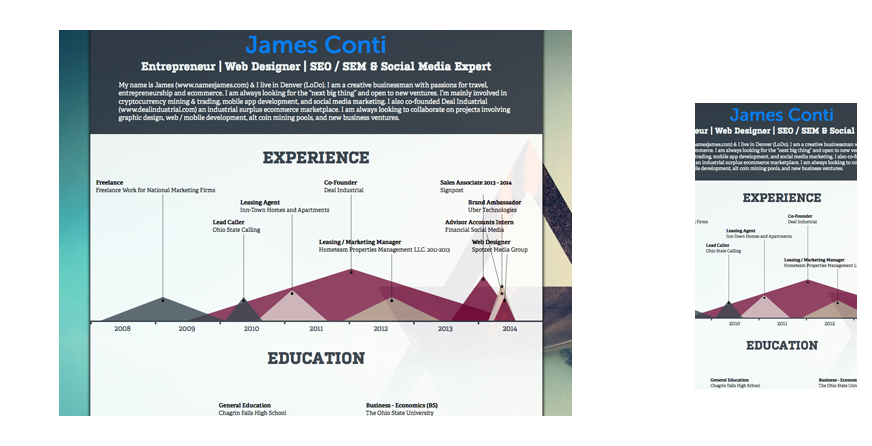 James Conti
Entrepreneur | Web Designer | SEO / SEM & Social Media Expert
My name is James (www.namesjames.com) & I live in Denver (LoDo). I am a creative businessman with passions for travel,
entrepreneurship and ecommerce. I am always looking for the "next big thing" and open to new ventures. I'm mainly involved in
cryptocurrency mining & trading, mobile app development, and social media marketing. I also co-founded Deal Industrial
(www.dealindustrial.com) an industrial surplus ecommerce marketplace. I am always looking to collaborate on projects involving
graphic design, web / mobile development, alt coin mining pools, and new business ventures.
EXPERIENCE
Freelance
Freelance Work for National Marketing Firms
Co-Founder
Deal Industrial
Sales Associate 2013 - 2014
Signpost
Leasing Agent
Inn-Town Homes and Apartments
Brand Ambassador
Uber Technologies
Lead Caller
Ohio State Calling
Advisor Accounts Intern
Financial Social Media
Leasing / Marketing Manager
Hometeam Properties Management LLC. 2011-2013
Web Designer
Spotzer Media Group
2008 2009 2010 2011 2012 2013 2014
EDUCATION
General Education
Chagrin Falls High School
Business - Economics (BS)
The Ohio State University
James Conti
eur | Web Designer | SEO / SEM & Social
namesjames.com) & I live in Denver (LoDo). I am a creative businessman w
mmerce. I am always looking for the "next big thing" and open to new ve
trading, mobile app development, and social media marketing. I also co-f
com) an industrial surplus ecommerce marketplace. I am always looking
le development, alt coin mining pools, and new business ventures.
EXPERIENCE
Firms
Co-Founder
Deal Industrial
Leasing Agent
Inn-Town Homes and Apartments
Lead Caller
Ohio State Calling
Leasing / Marketing Manager
Hometeam Properties Management L
2010 2011 2012
EDUCATION
General Education
Chagrin Falls High School
Business - Econom
The Ohio State Univ